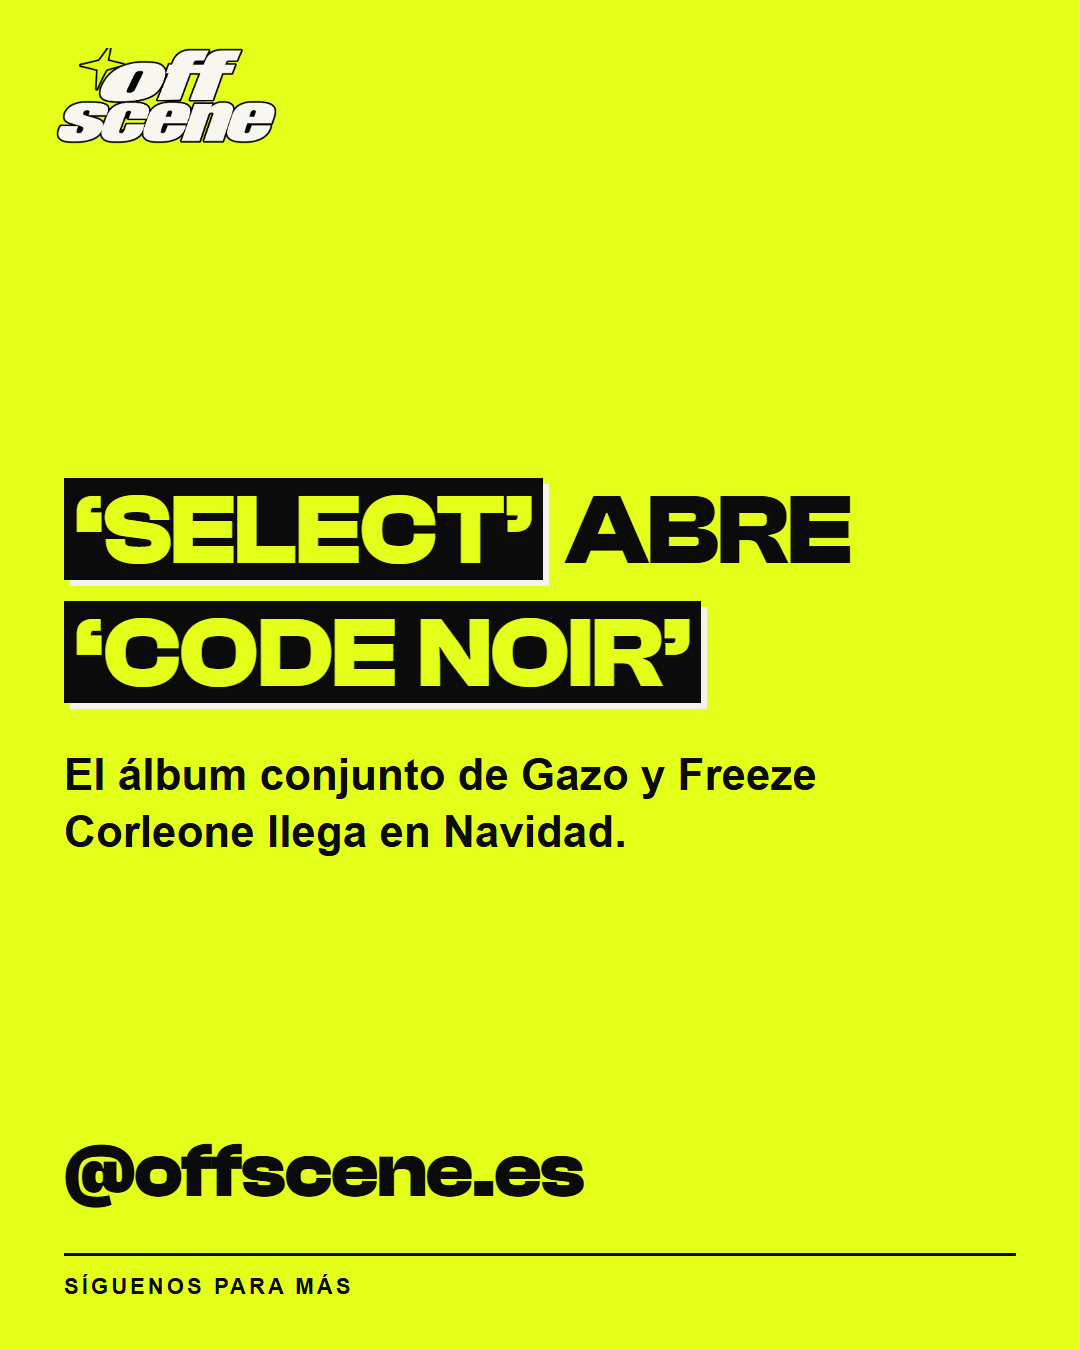 off
scene
‘SELECT’ ABRE
‘CODE NOIR’
El álbum conjunto de Gazo y Freeze
Corleone llega en Navidad.
@offscene.es
SÍGUENOS PARA MÁS